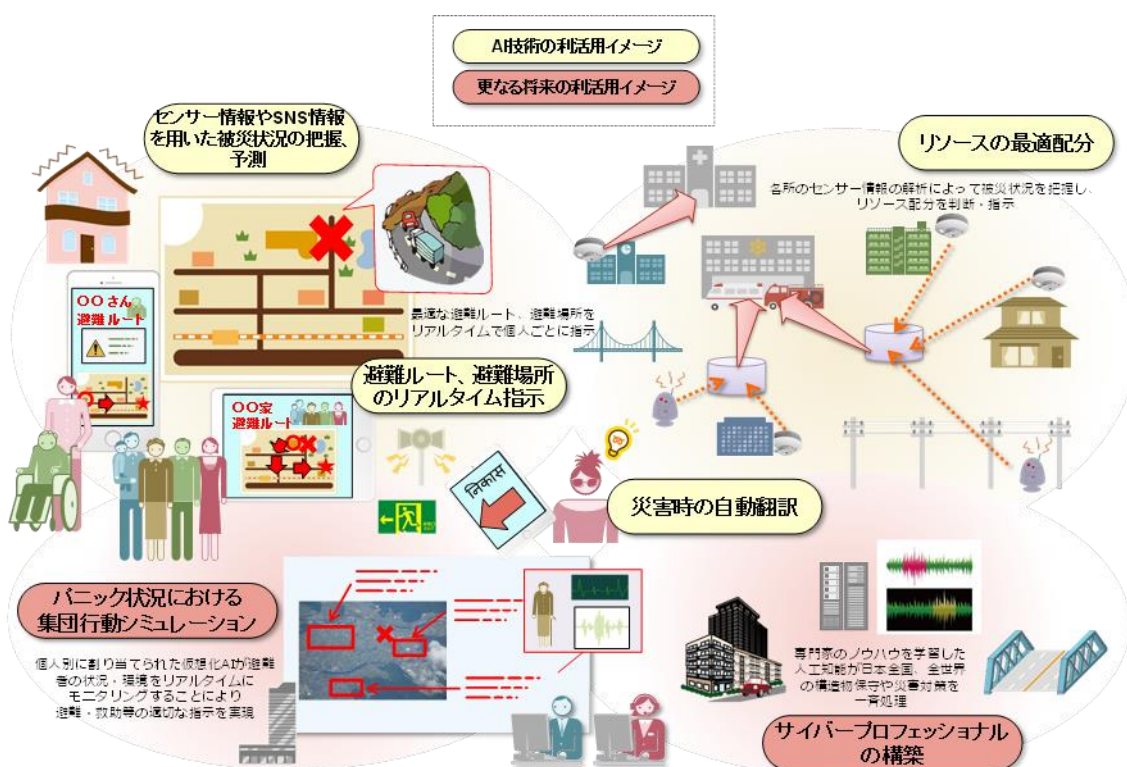 AI技術の利活用イメージ
更なる将来の利活用イメージ
センサー情報やSNS情報
を用いた被災状況の把握、
予測
リソースの最適配分
各所のセンサー情報の解析によって被災状況を把握し、
リソース配分を判断・指示
〇〇さん
避難ルート
最適な避難ルート、避難場所を
リアルタイムで個人ごとに指示
避難ルート、避難場所
のリアルタイム指示
〇〇家
避難ルート
निकास
災害時の自動翻訳
パニック状況における
集団行動シミュレーション
個人別に割り当てられた仮想化AIが避難
者の状況・環境をリアルタイムに
モニタリングすることにより
避難・救助等の適切な指示を実現
専門家のノウハウを学習した
人工知能が日本全国、全世界
の構造物保守や災害対策を
一斉処理
サイバープロフェッショナル
の構築